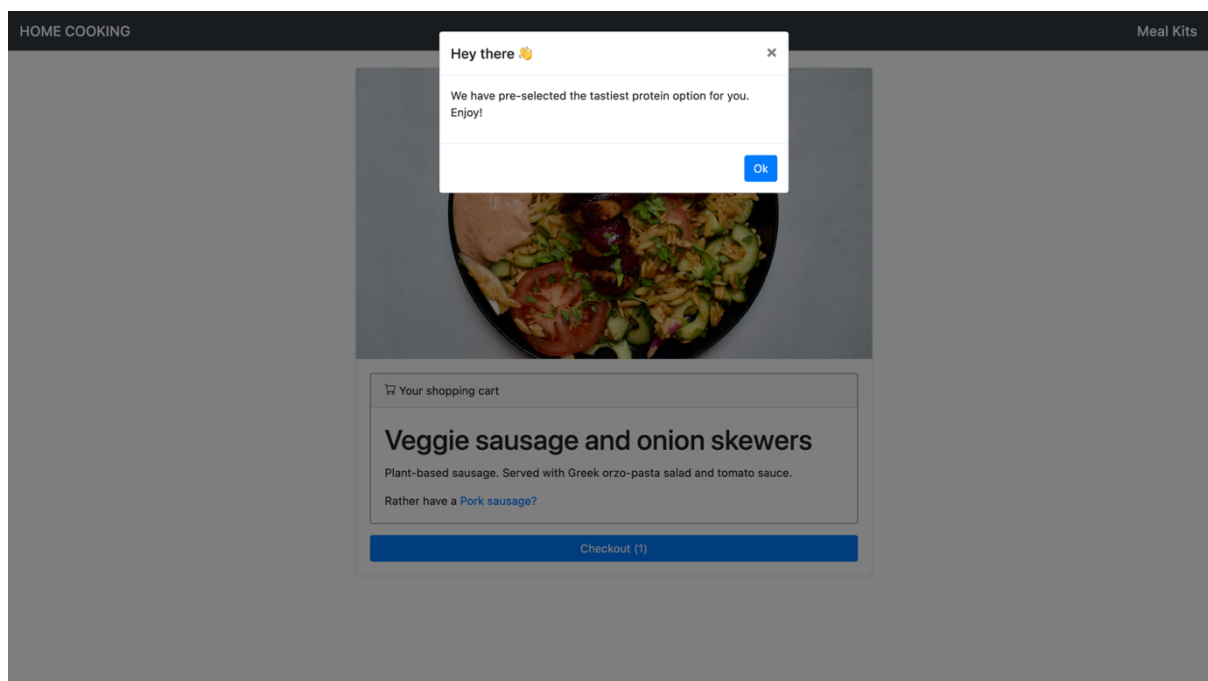 HOME COOKING
Meal Kits
Hey there 👋
×
We have pre-selected the tastiest protein option for you.
Enjoy!
Ok
Your shopping cart
Veggie sausage and onion skewers
Plant-based sausage. Served with Greek orzo-pasta salad and tomato sauce.
Rather have a Pork sausage?
Checkout (1)